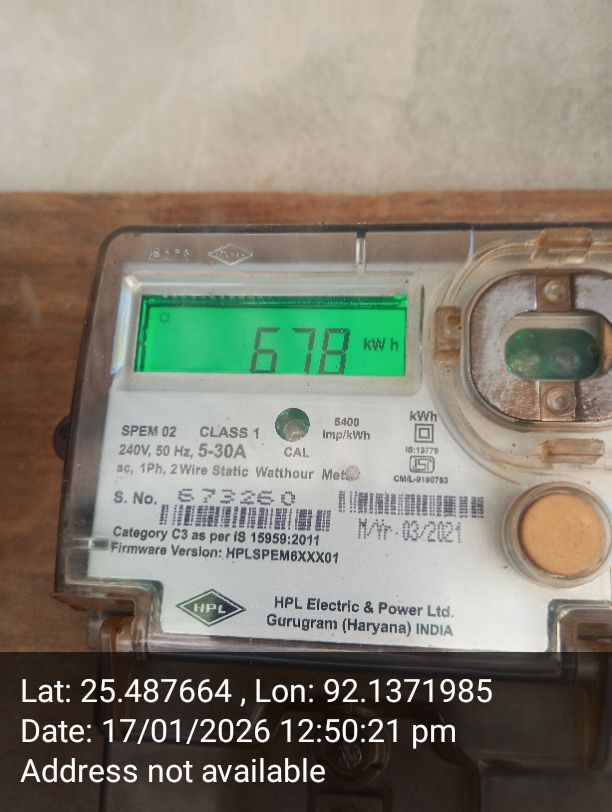 678 kWh
SPEM 02 CLASS 1
6400
imp/kWh
240V, 50 Hz, 5-30A
CAL
ac, 1Ph, 2Wire Static Watthour
kWh
IS:13779
CM/L-9190783
S. No. 673260
M/Yr. 03/2021
Category C3 as per IS 15959:2011
Firmware Version: HPLSPEM6XXX01
HPL
HPL Electric & Power Ltd.
Gurugram (Haryana) INDIA
Lat: 25.487664 , Lon: 92.1371985
Date: 17/01/2026 12:50:21 pm
Address not available